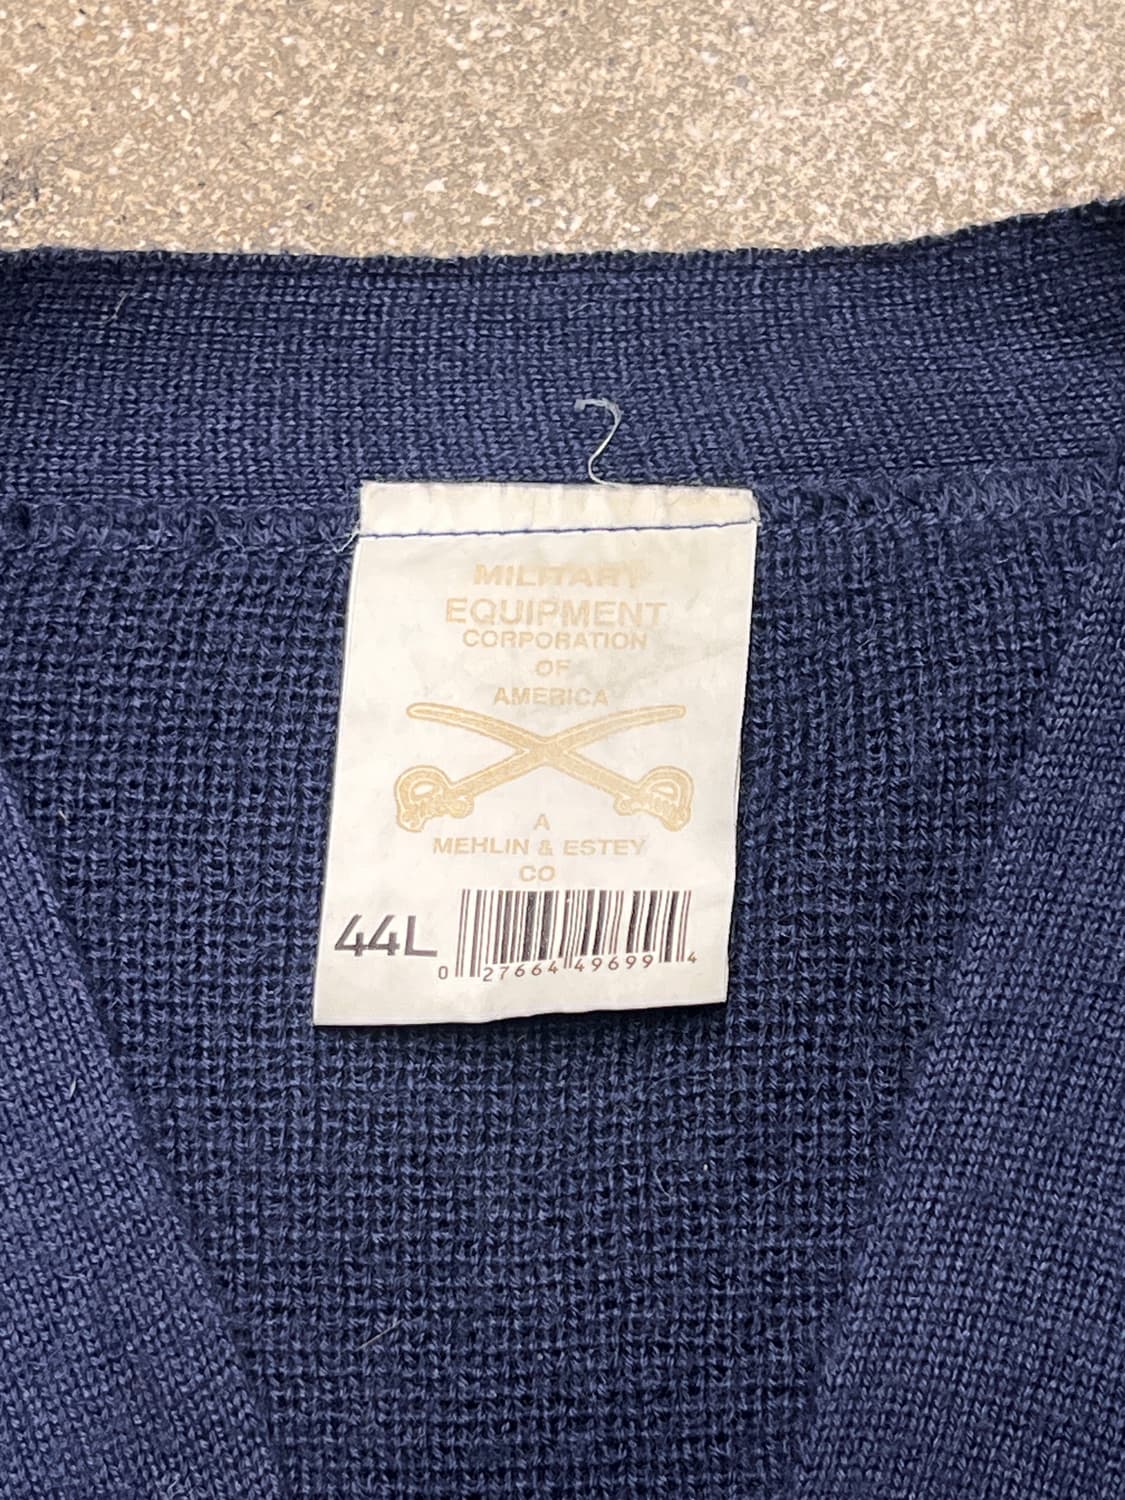 MILITARY
EQUIPMENT
CORPORATION
OF
AMERICA
A
MEHLIN & ESTEY
CO
44L
0 27664 49699 4